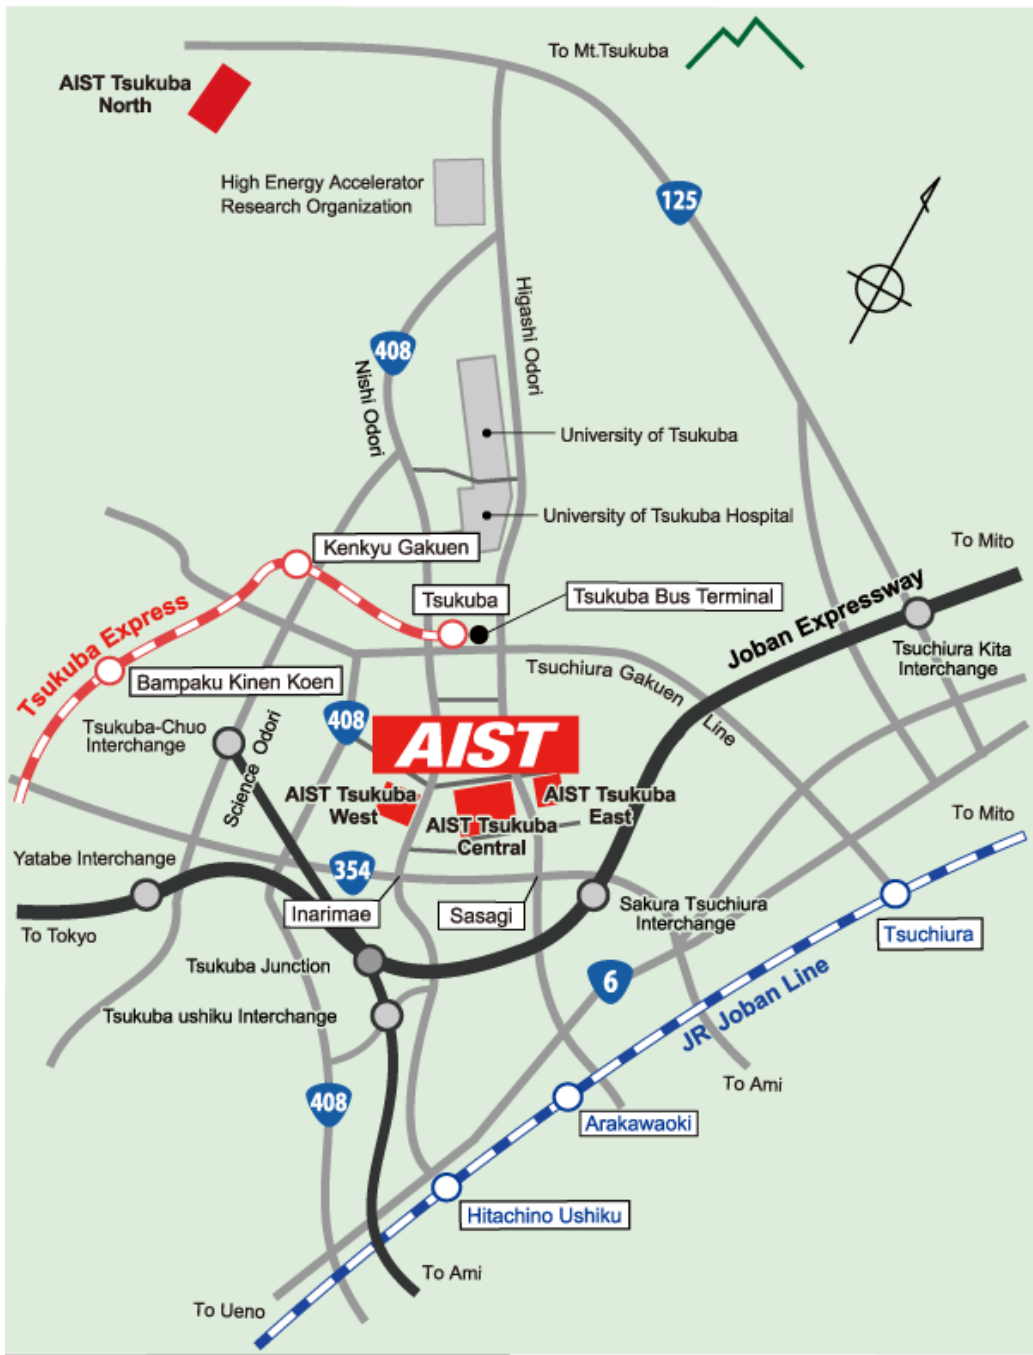 To Mt.Tsukuba
AIST Tsukuba
North
High Energy Accelerator
Research Organization
125
Higashi Odori
408
Nishi Odori
University of Tsukuba
University of Tsukuba Hospital
Kenkyu Gakuen
To Mito
Tsukuba
Tsukuba Bus Terminal
Tsukuba Express
Joban Expressway
Tsuchiura Kita
Interchange
Bampaku Kinen Koen
Tsuchiura Gakuen Line
Tsukuba-Chuo
Interchange
Science Odori
408
AIST
AIST Tsukuba
West
AIST Tsukuba
Central
AIST Tsukuba
East
To Mito
Yatabe Interchange
354
Inarimae
Sasagi
Sakura Tsuchiura
Interchange
Tsuchiura
To Tokyo
Tsukuba Junction
6
JR Joban Line
Tsukuba ushiku Interchange
To Ami
408
Arakawaoki
Hitachino Ushiku
To Ami
To Ueno